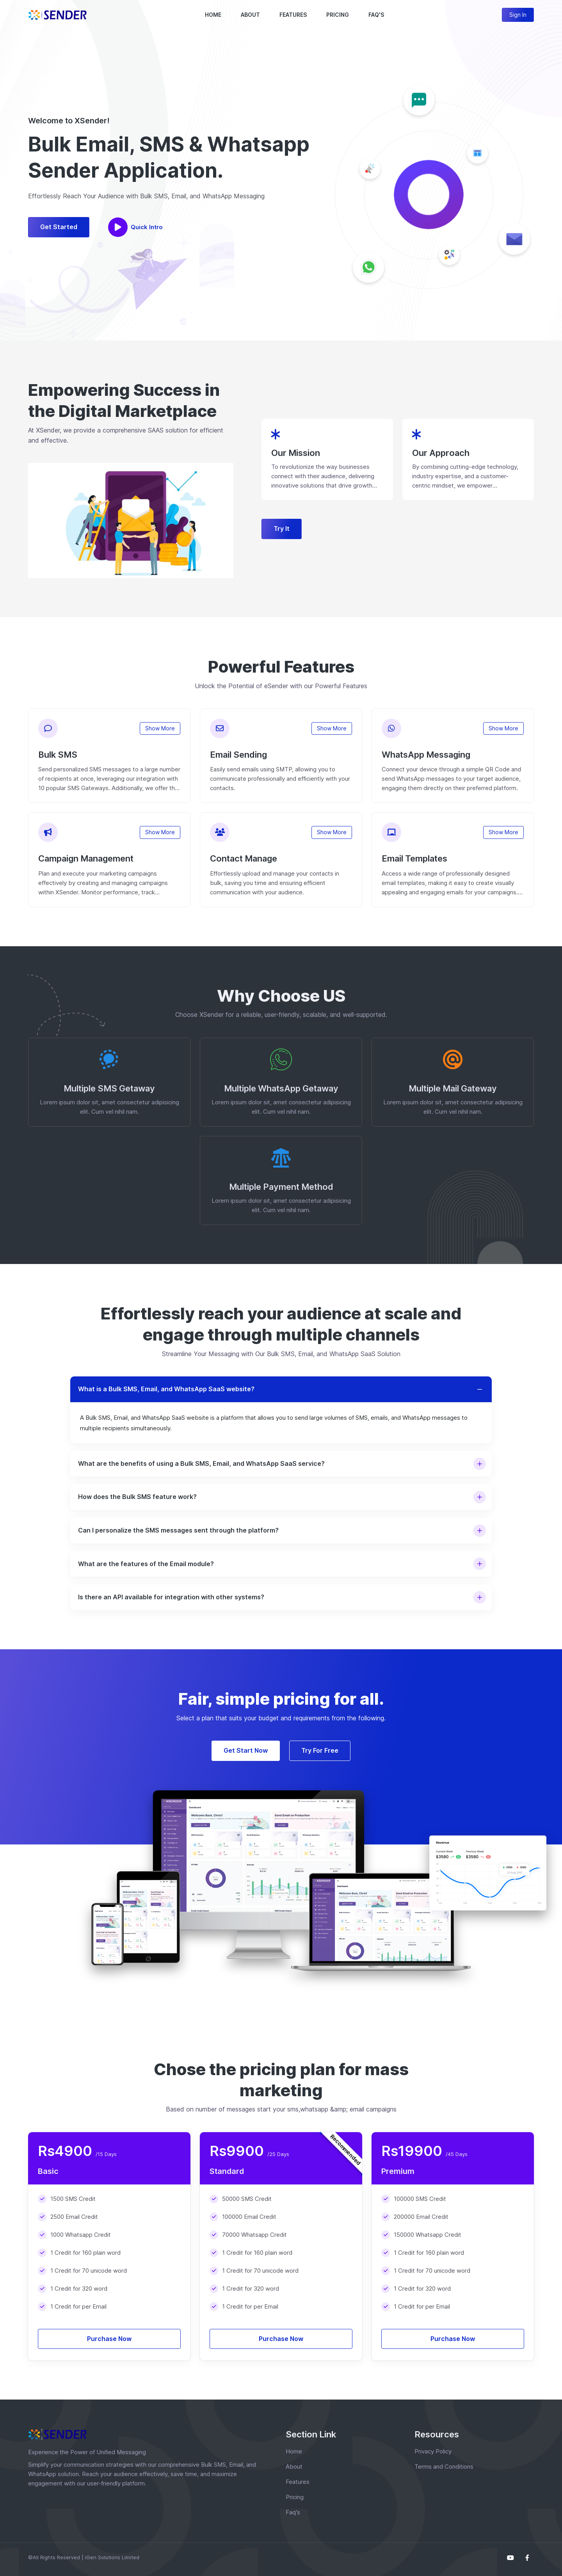 SENDER
HOME
ABOUT
FEATURES
PRICING
FAQ'S
Sign In
Welcome to XSender!
Bulk Email, SMS & Whatsapp
Sender Application.
Effortlessly Reach Your Audience with Bulk SMS, Email, and WhatsApp Messaging
Get Started
Quick Intro
Empowering Success in
the Digital Marketplace
At XSender, we provide a comprehensive SAAS solution for efficient
and effective.
Our Mission
To revolutionize the way businesses
connect with their audience, delivering
innovative solutions that drive growth...
Our Approach
By combining cutting-edge technology,
industry expertise, and a customer-
centric mindset, we empower...
Try It
Powerful Features
Unlock the Potential of eSender with our Powerful Features
Show More
Bulk SMS
Send personalized SMS messages to a large number
of recipients at once, leveraging our integration with
10 popular SMS Gateways. Additionally, we offer th...
Show More
Email Sending
Easily send emails using SMTP, allowing you to
communicate professionally and efficiently with your
contacts.
Show More
WhatsApp Messaging
Connect your device through a simple QR Code and
send WhatsApp messages to your target audience,
engaging them directly on their preferred platform.
Show More
Campaign Management
Plan and execute your marketing campaigns
effectively by creating and managing campaigns
within XSender. Monitor performance, track...
Show More
Contact Manage
Effortlessly upload and manage your contacts in
bulk, saving you time and ensuring efficient
communication with your audience.
Show More
Email Templates
Access a wide range of professionally designed
email templates, making it easy to create visually
appealing and engaging emails for your campaigns....
Why Choose US
Choose XSender for a reliable, user-friendly, scalable, and well-supported.
Multiple SMS Getaway
Lorem ipsum dolor sit, amet consectetur adipisicing
elit. Cum vel nihil nam.
Multiple WhatsApp Getaway
Lorem ipsum dolor sit, amet consectetur adipisicing
elit. Cum vel nihil nam.
Multiple Mail Gateway
Lorem ipsum dolor sit, amet consectetur adipisicing
elit. Cum vel nihil nam.
Multiple Payment Method
Lorem ipsum dolor sit, amet consectetur adipisicing
elit. Cum vel nihil nam.
Effortlessly reach your audience at scale and
engage through multiple channels
Streamline Your Messaging with Our Bulk SMS, Email, and WhatsApp SaaS Solution
What is a Bulk SMS, Email, and WhatsApp SaaS website?
A Bulk SMS, Email, and WhatsApp SaaS website is a platform that allows you to send large volumes of SMS, emails, and WhatsApp messages to
multiple recipients simultaneously.
What are the benefits of using a Bulk SMS, Email, and WhatsApp SaaS service?
How does the Bulk SMS feature work?
Can I personalize the SMS messages sent through the platform?
What are the features of the Email module?
Is there an API available for integration with other systems?
Fair, simple pricing for all.
Select a plan that suits your budget and requirements from the following.
Get Start Now
Try For Free
Revenue
$3580
$3580
Chose the pricing plan for mass
marketing
Based on number of messages start your sms,whatsapp &amp; email campaigns
Rs4900 /15 Days
Basic
1500 SMS Credit
2500 Email Credit
1000 Whatsapp Credit
1 Credit for 160 plain word
1 Credit for 70 unicode word
1 Credit for 320 word
1 Credit for per Email
Purchase Now
Rs9900 /25 Days
Recommended
Standard
50000 SMS Credit
100000 Email Credit
70000 Whatsapp Credit
1 Credit for 160 plain word
1 Credit for 70 unicode word
1 Credit for 320 word
1 Credit for per Email
Purchase Now
Rs19900 /45 Days
Premium
100000 SMS Credit
200000 Email Credit
150000 Whatsapp Credit
1 Credit for 160 plain word
1 Credit for 70 unicode word
1 Credit for 320 word
1 Credit for per Email
Purchase Now
SENDER
Experience the Power of Unified Messaging
Simplify your communication strategies with our comprehensive Bulk SMS, Email, and
WhatsApp solution. Reach your audience effectively, save time, and maximize
engagement with our user-friendly platform.
Section Link
Home
About
Features
Pricing
Faq's
Resources
Privacy Policy
Terms and Conditions
©All Rights Reserved | iGen Solutions Limited